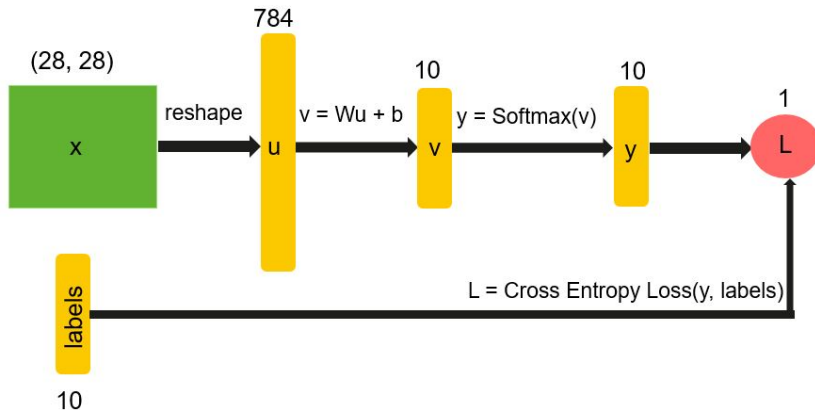 784
(28, 28)
10
10
1
reshape
v = Wu + b
y = Softmax(v)
x
u
v
y
L
labels
L = Cross Entropy Loss(y, labels)
10